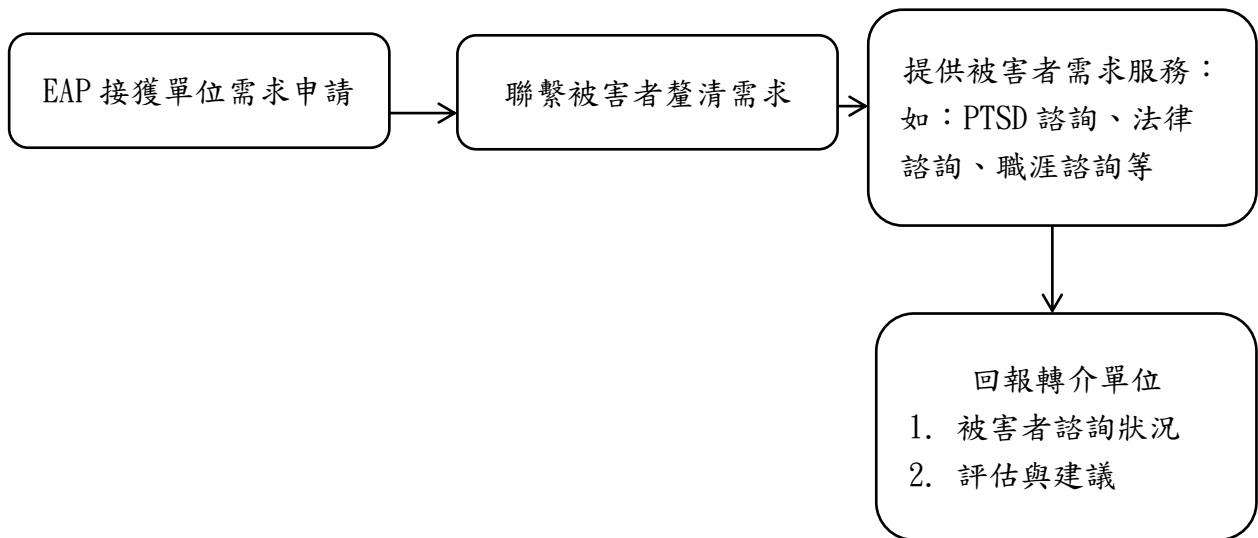 EAP 接獲單位需求申請
聯繫被害者釐清需求
提供被害者需求服務：
如：PTSD 諮詢、法律
諮詢、職涯諮詢等
回報轉介單位
1. 被害者諮詢狀況
2. 評估與建議